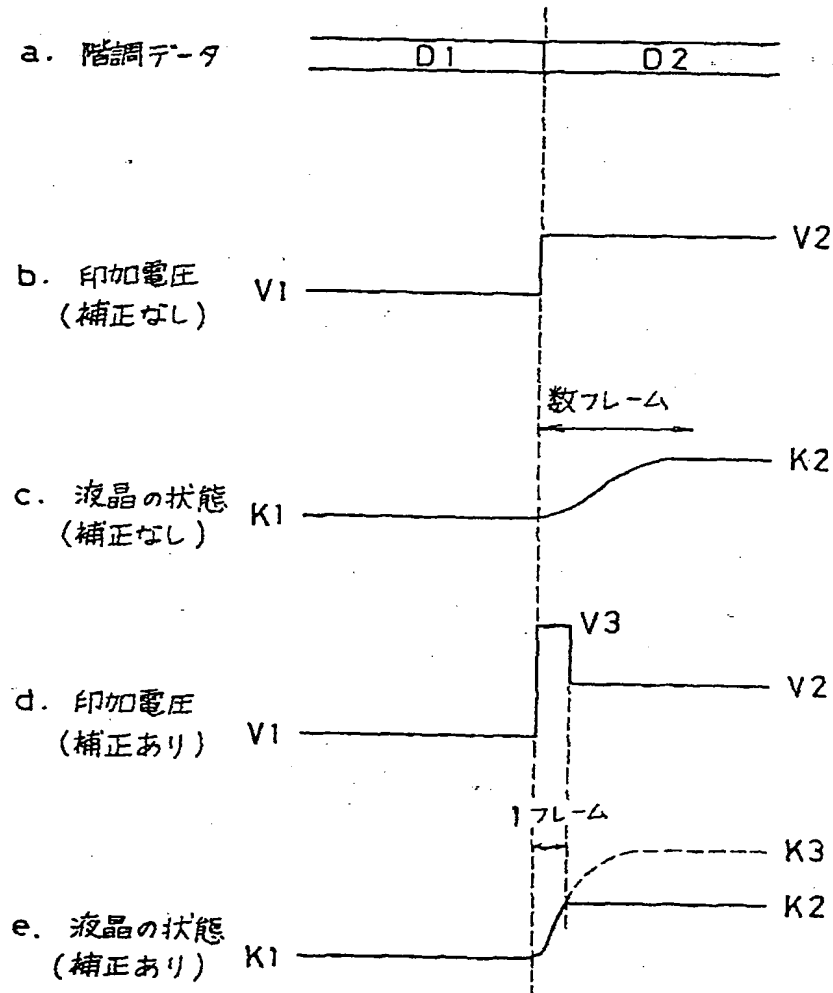 a. 階調データ D1 D2
b. 印加電圧
(補正なし)
V1
V2
数フレーム
c. 液晶の状態
(補正なし)
K1
K2
d. 印加電圧
(補正あり)
V1
V3
V2
1フレーム
e. 液晶の状態
(補正あり)
K1
K3
K2